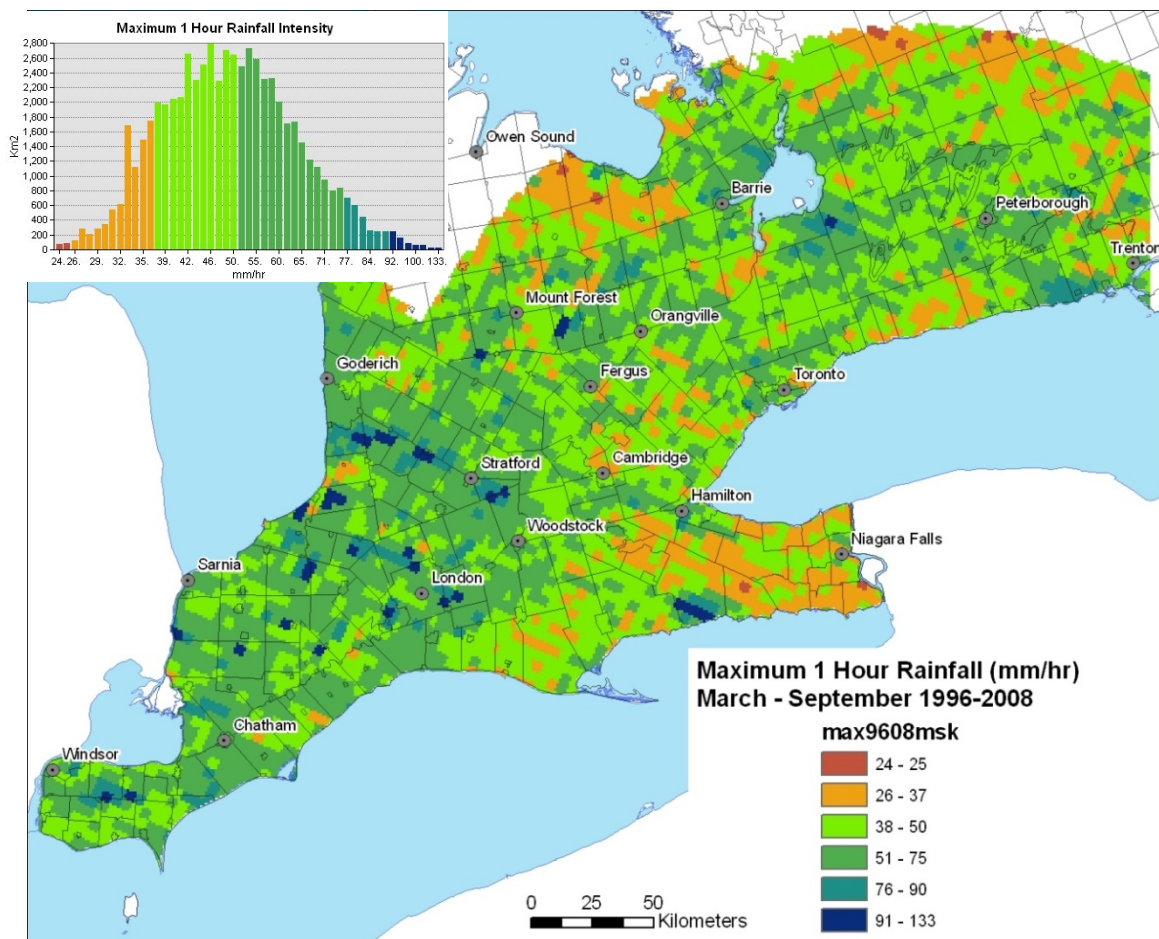 Maximum 1 Hour Rainfall Intensity
2,800
2,600
2,400
2,200
2,000
1,800
1,600
1,400
1,200
1,000
800
600
400
200
0
Km2
24. 26. 29. 32. 35. 39. 42. 46 50. 55. 60. 65. 71. 77. 84. 92. 100. 133.
mm/hr
Owen Sound
Barrie
Peterborough
Trenton
Mount Forest
Orangville
Goderich
Fergus
Toronto
Stratford
Cambridge
Hamilton
Woodstock
Niagara Falls
Sarnia
London
Chatham
Windsor
Maximum 1 Hour Rainfall (mm/hr)
March - September 1996-2008
max9608msk
24 - 25
26 - 37
38 - 50
51 - 75
76 - 90
91 - 133
0 25 50
Kilometers